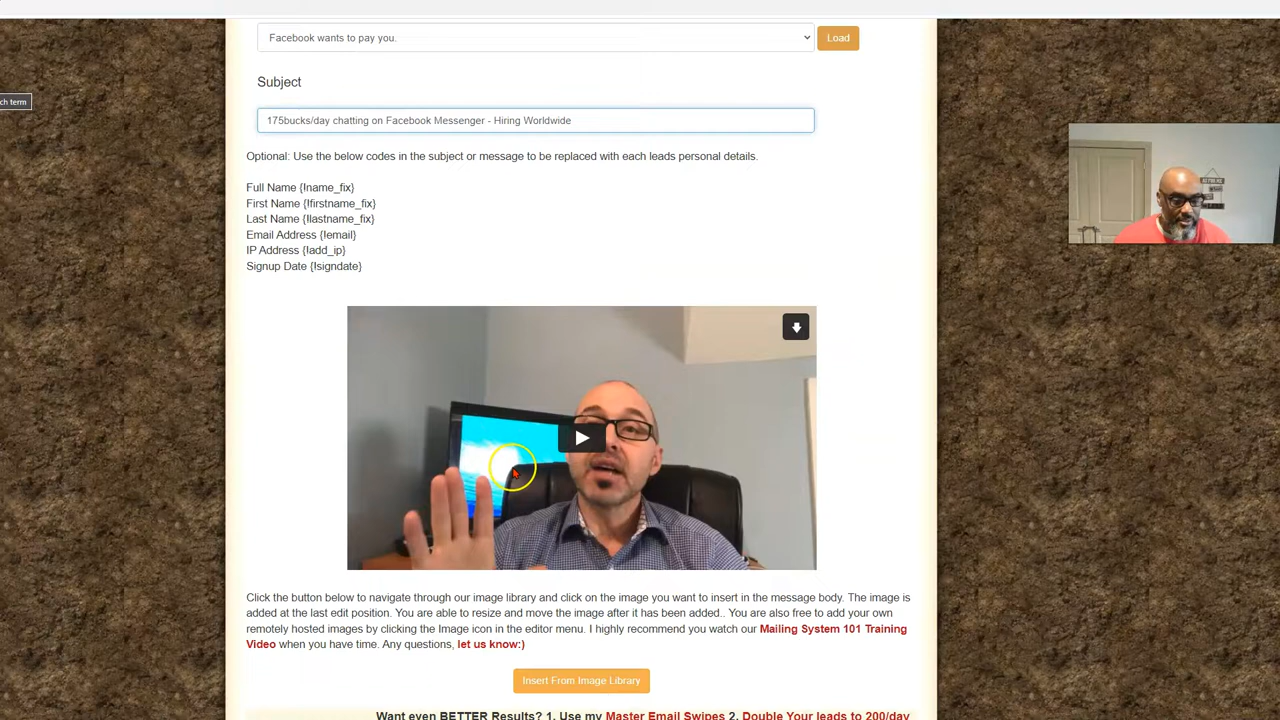 Facebook wants to pay you.
Load
Subject
ch term
175bucks/day chatting on Facebook Messenger - Hiring Worldwide
Optional: Use the below codes in the subject or message to be replaced with each leads personal details.
Full Name {!name_fix}
First Name {!firstname_fix}
Last Name {!lastname_fix}
Email Address {!email}
IP Address {!add_ip}
Signup Date {!signdate}
Click the button below to navigate through our image library and click on the image you want to insert in the message body. The image is
added at the last edit position. You are able to resize and move the image after it has been added.. You are also free to add your own
remotely hosted images by clicking the Image icon in the editor menu. I highly recommend you watch our Mailing System 101 Training
Video when you have time. Any questions, let us know:)
Insert From Image Library
Want even BETTER Results? 1. Use my Master Email Swipes 2. Double Your leads to 200/day